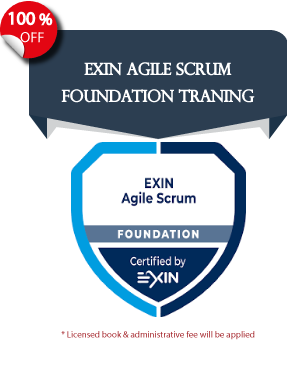 100 %
OFF
EXIN AGILE SCRUM
FOUNDATION TRANING
EXIN
Agile Scrum
FOUNDATION
Certified by
EXIN
* Licensed book & administrative fee will be applied